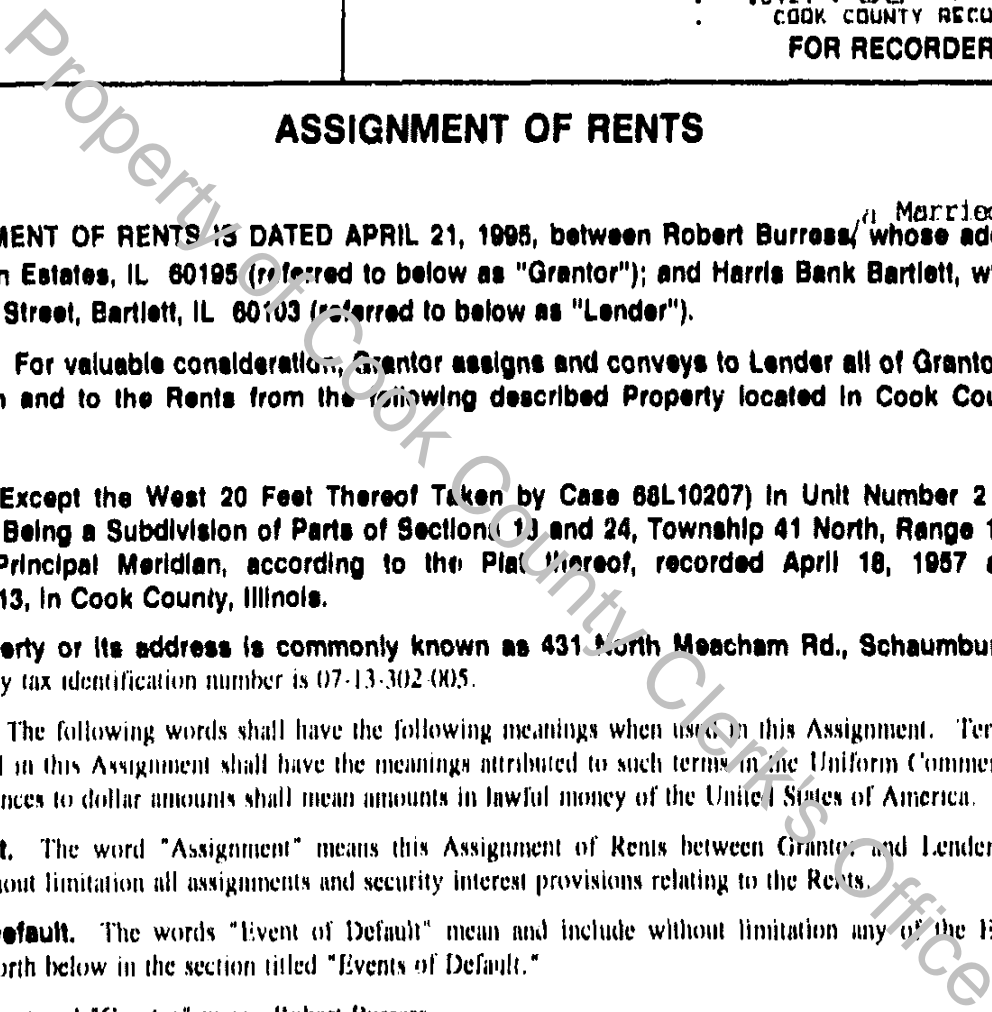 COOK COUNTY RECO
FOR RECORDER
ASSIGNMENT OF RENTS
a Married
MENT OF RENTS IS DATED APRIL 21, 1995, between Robert Burress/ whose add
n Estates, IL 60195 (referred to below as "Grantor"); and Harris Bank Bartlett, w
Street, Bartlett, IL 60103 (referred to below as "Lender").
For valuable consideration, Grantor assigns and conveys to Lender all of Granto
n and to the Rents from the following described Property located in Cook Cou
Except the West 20 Feet Thereof Taken by Case 68L10207) in Unit Number 2
Being a Subdivision of Parts of Sections 13 and 24, Township 41 North, Range 1
Principal Meridian, according to the Plat thereof, recorded April 18, 1957 a
13, in Cook County, Illinois.
erty or its address is commonly known as 431 North Meacham Rd., Schaumbur
y tax identification number is 07-13-302-005.
The following words shall have the following meanings when used in this Assignment. Ter
l in this Assignment shall have the meanings attributed to such terms in the Uniform Commer
nces to dollar amounts shall mean amounts in lawful money of the United States of America.
t. The word "Assignment" means this Assignment of Rents between Grantor and Lender
hout limitation all assignments and security interest provisions relating to the Rents.
efault. The words "Event of Default" mean and include without limitation any of the E
orth below in the section titled "Events of Default."
Robert Burress
Property of Cook County Clerk's Office